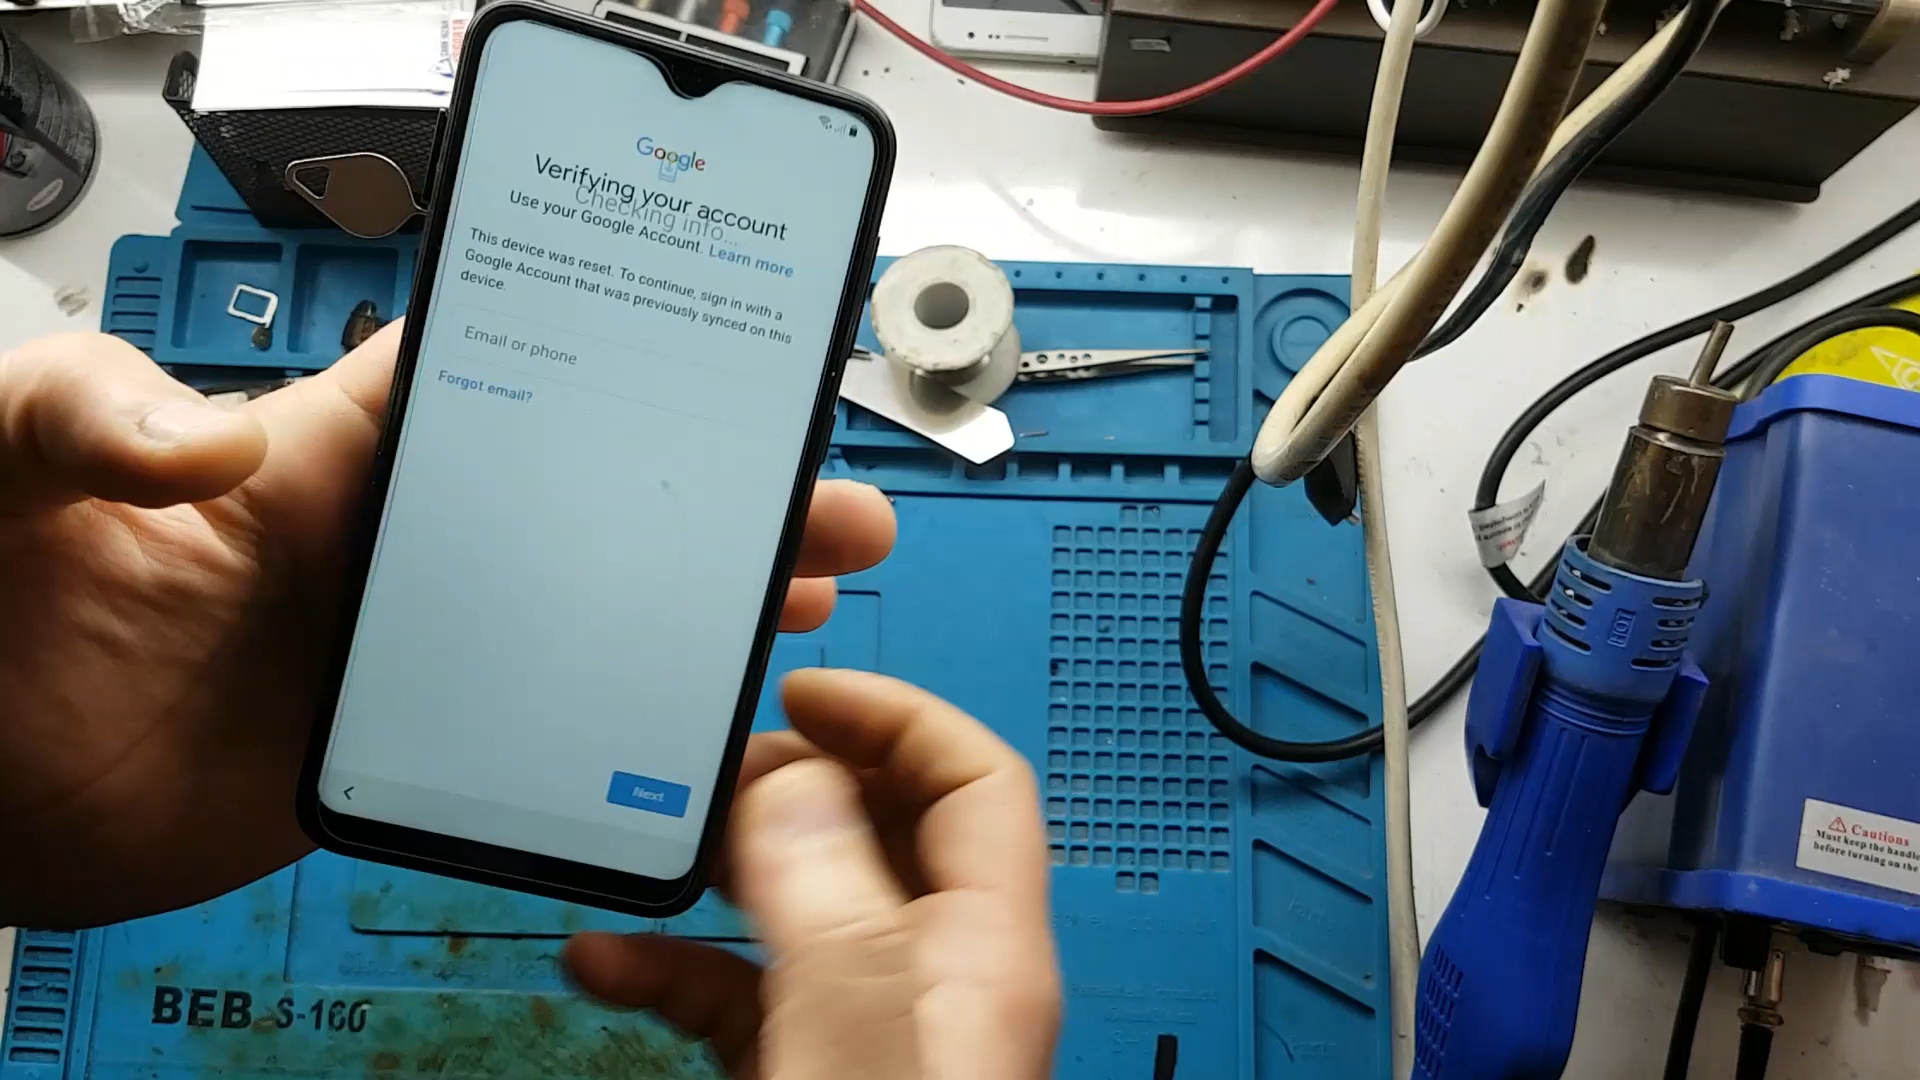 Google
Verifying your account
Checking info...
Use your Google Account. Learn more
This device was reset. To continue, sign in with a
Google Account that was previously synced on this
device.
Email or phone
Forgot email?
Next
HOT
Cautions
Must keep the handle
before turning on the
BEB S-160